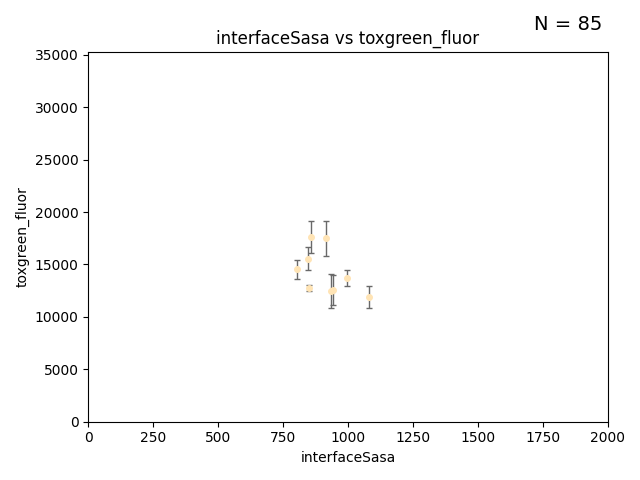 N = 85
interfaceSasa vs toxgreen_fluor
35000
30000
25000
20000
15000
10000
5000
0
toxgreen_fluor
0 250 500 750 1000 1250 1500 1750 2000
interfaceSasa